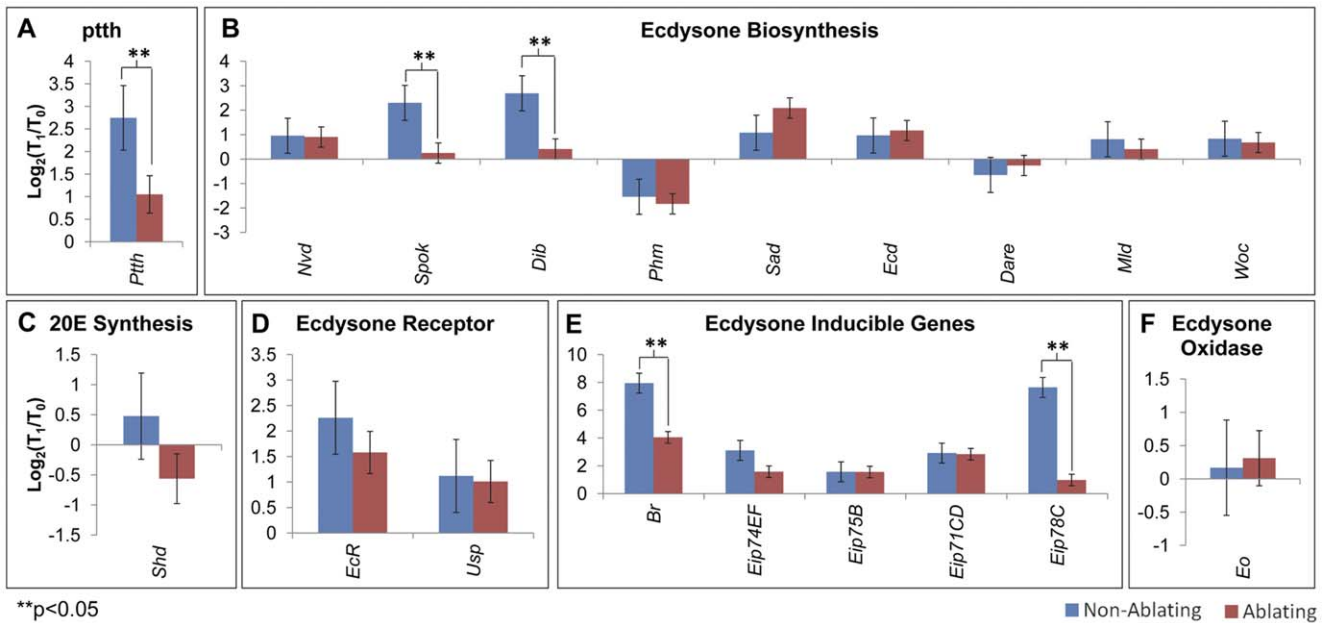 A
ptth
**
Log2(T1/T0)
4
3.5
3
2.5
2
1.5
1
0.5
0
Ptth
B
Ecdysone Biosynthesis
**
**
4
3
2
1
0
-1
-2
-3
Nvd
Spok
Dib
Phm
Sad
Ecd
Dare
Mld
Woc
C
20E Synthesis
Log2(T1/T0)
1.5
1
0.5
0
-0.5
-1
-1.5
Shd
D
Ecdysone Receptor
3.5
3
2.5
2
1.5
1
0.5
0
EcR
Usp
E
Ecdysone Inducible Genes
**
**
10
8
6
4
2
0
Br
Eip74EF
Eip75B
Eip71CD
Eip78C
F
Ecdysone
Oxidase
1.5
1
0.5
0
-0.5
-1
Eo
**p<0.05
Non-Ablating
Ablating